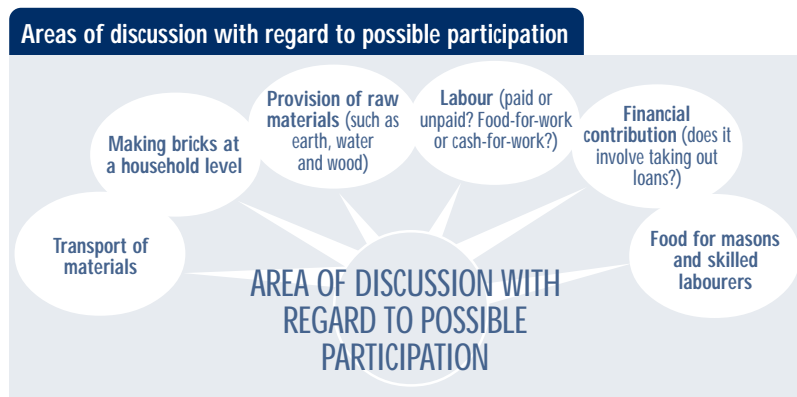 Areas of discussion with regard to possible participation
Transport of
materials
Making bricks at
a household level
Provision of raw
materials (such as
earth, water
and wood)
Labour (paid or
unpaid? Food-for-work
or cash-for-work?)
Financial
contribution (does it
involve taking out
loans?)
Food for masons
and skilled
labourers
AREA OF DISCUSSION WITH
REGARD TO POSSIBLE
PARTICIPATION